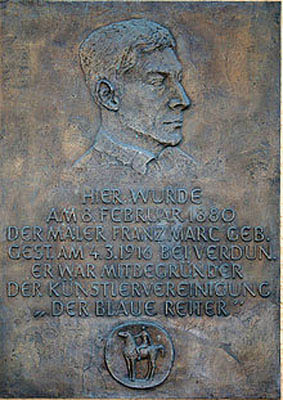 HIER WURDE
AM 8. FEBRUAR 1880
DER MALER FRANZ MARC GEB.
GEST. AM 4.3.1916 BEI VERDUN.
ER WAR MITBEGRÜNDER
DER KÜNSTLERVEREINIGUNG
„DER BLAUE REITER“